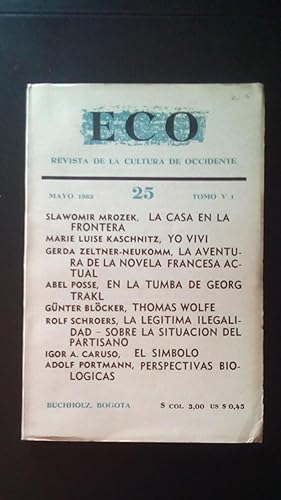 ECO
REVISTA DE LA CULTURA DE OCCIDENTE
MAYO 1962 25 TOMO V 1
SLAWOMIR MROZEK, LA CASA EN LA
FRONTERA
MARIE LUISE KASCHNITZ, YO VIVI
GERDA ZELTNER-NEUKOMM, LA AVENTU-
RA DE LA NOVELA FRANCESA AC-
TUAL
ABEL POSSE, EN LA TUMBA DE GEORG
TRAKL
GÜNTER BLÖCKER, THOMAS WOLFE
ROLF SCHROERS, LA LEGITIMA ILEGALI-
DAD - SOBRE LA SITUACION DEL
PARTISANO
IGOR A. CARUSO, EL SIMBOLO
ADOLF PORTMANN, PERSPECTIVAS BIO-
LOGICAS
BUCHHOLZ, BOGOTA $ COL. 3,00 US $ 0,45